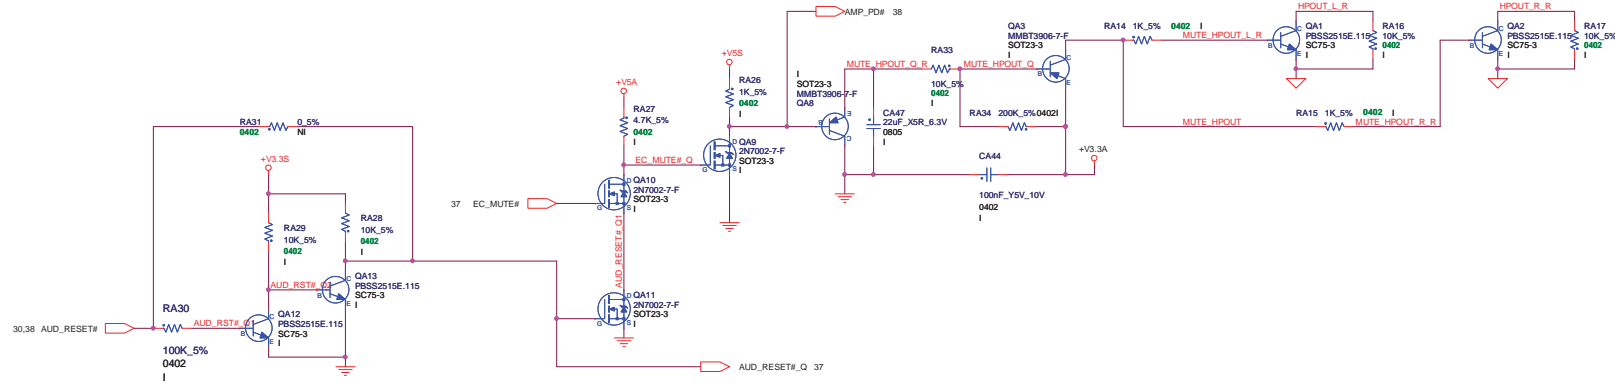 AMP_PD# 38
HPOUT_L_R
HPOUT_R_R
QA3
MMBT3906-7-F
SOT23-3
I
RA14 1K_5% 0402 I
MUTE_HPOUT_L_R
QA1
PBSS2515E.115
SC75-3
I
RA16
10K_5%
0402
I
QA2
PBSS2515E.115
SC75-3
I
RA17
10K_5%
0402
I
+V5S
RA26
1K_5%
0402
I
I
SOT23-3
MMBT3906-7-F
QA8
MUTE_HPOUT_Q_R
RA33
10K_5%
0402
I
MUTE_HPOUT_Q
CA47
22uF_X5R_6.3V
0805
I
RA34 200K_5% 0402I
MUTE_HPOUT
RA15 1K_5% 0402 I
MUTE_HPOUT_R_R
CA44
100nF_Y5V_10V
0402
I
+V3.3A
+V5A
RA27
4.7K_5%
0402
I
EC_MUTE#_Q
QA9
2N7002-7-F
SOT23-3
I
RA31 0_5%
0402 NI
+V3.3S
37 EC_MUTE#
QA10
2N7002-7-F
SOT23-3
I
AUD_RESET#_Q1
RA29
10K_5%
0402
I
RA28
10K_5%
0402
I
AUD_RST#_Q2
QA13
PBSS2515E.115
SC75-3
I
QA11
2N7002-7-F
SOT23-3
I
30,38 AUD_RESET#
RA30
100K_5%
0402
I
AUD_RST#_Q1
QA12
PBSS2515E.115
SC75-3
I
AUD_RESET#_Q 37